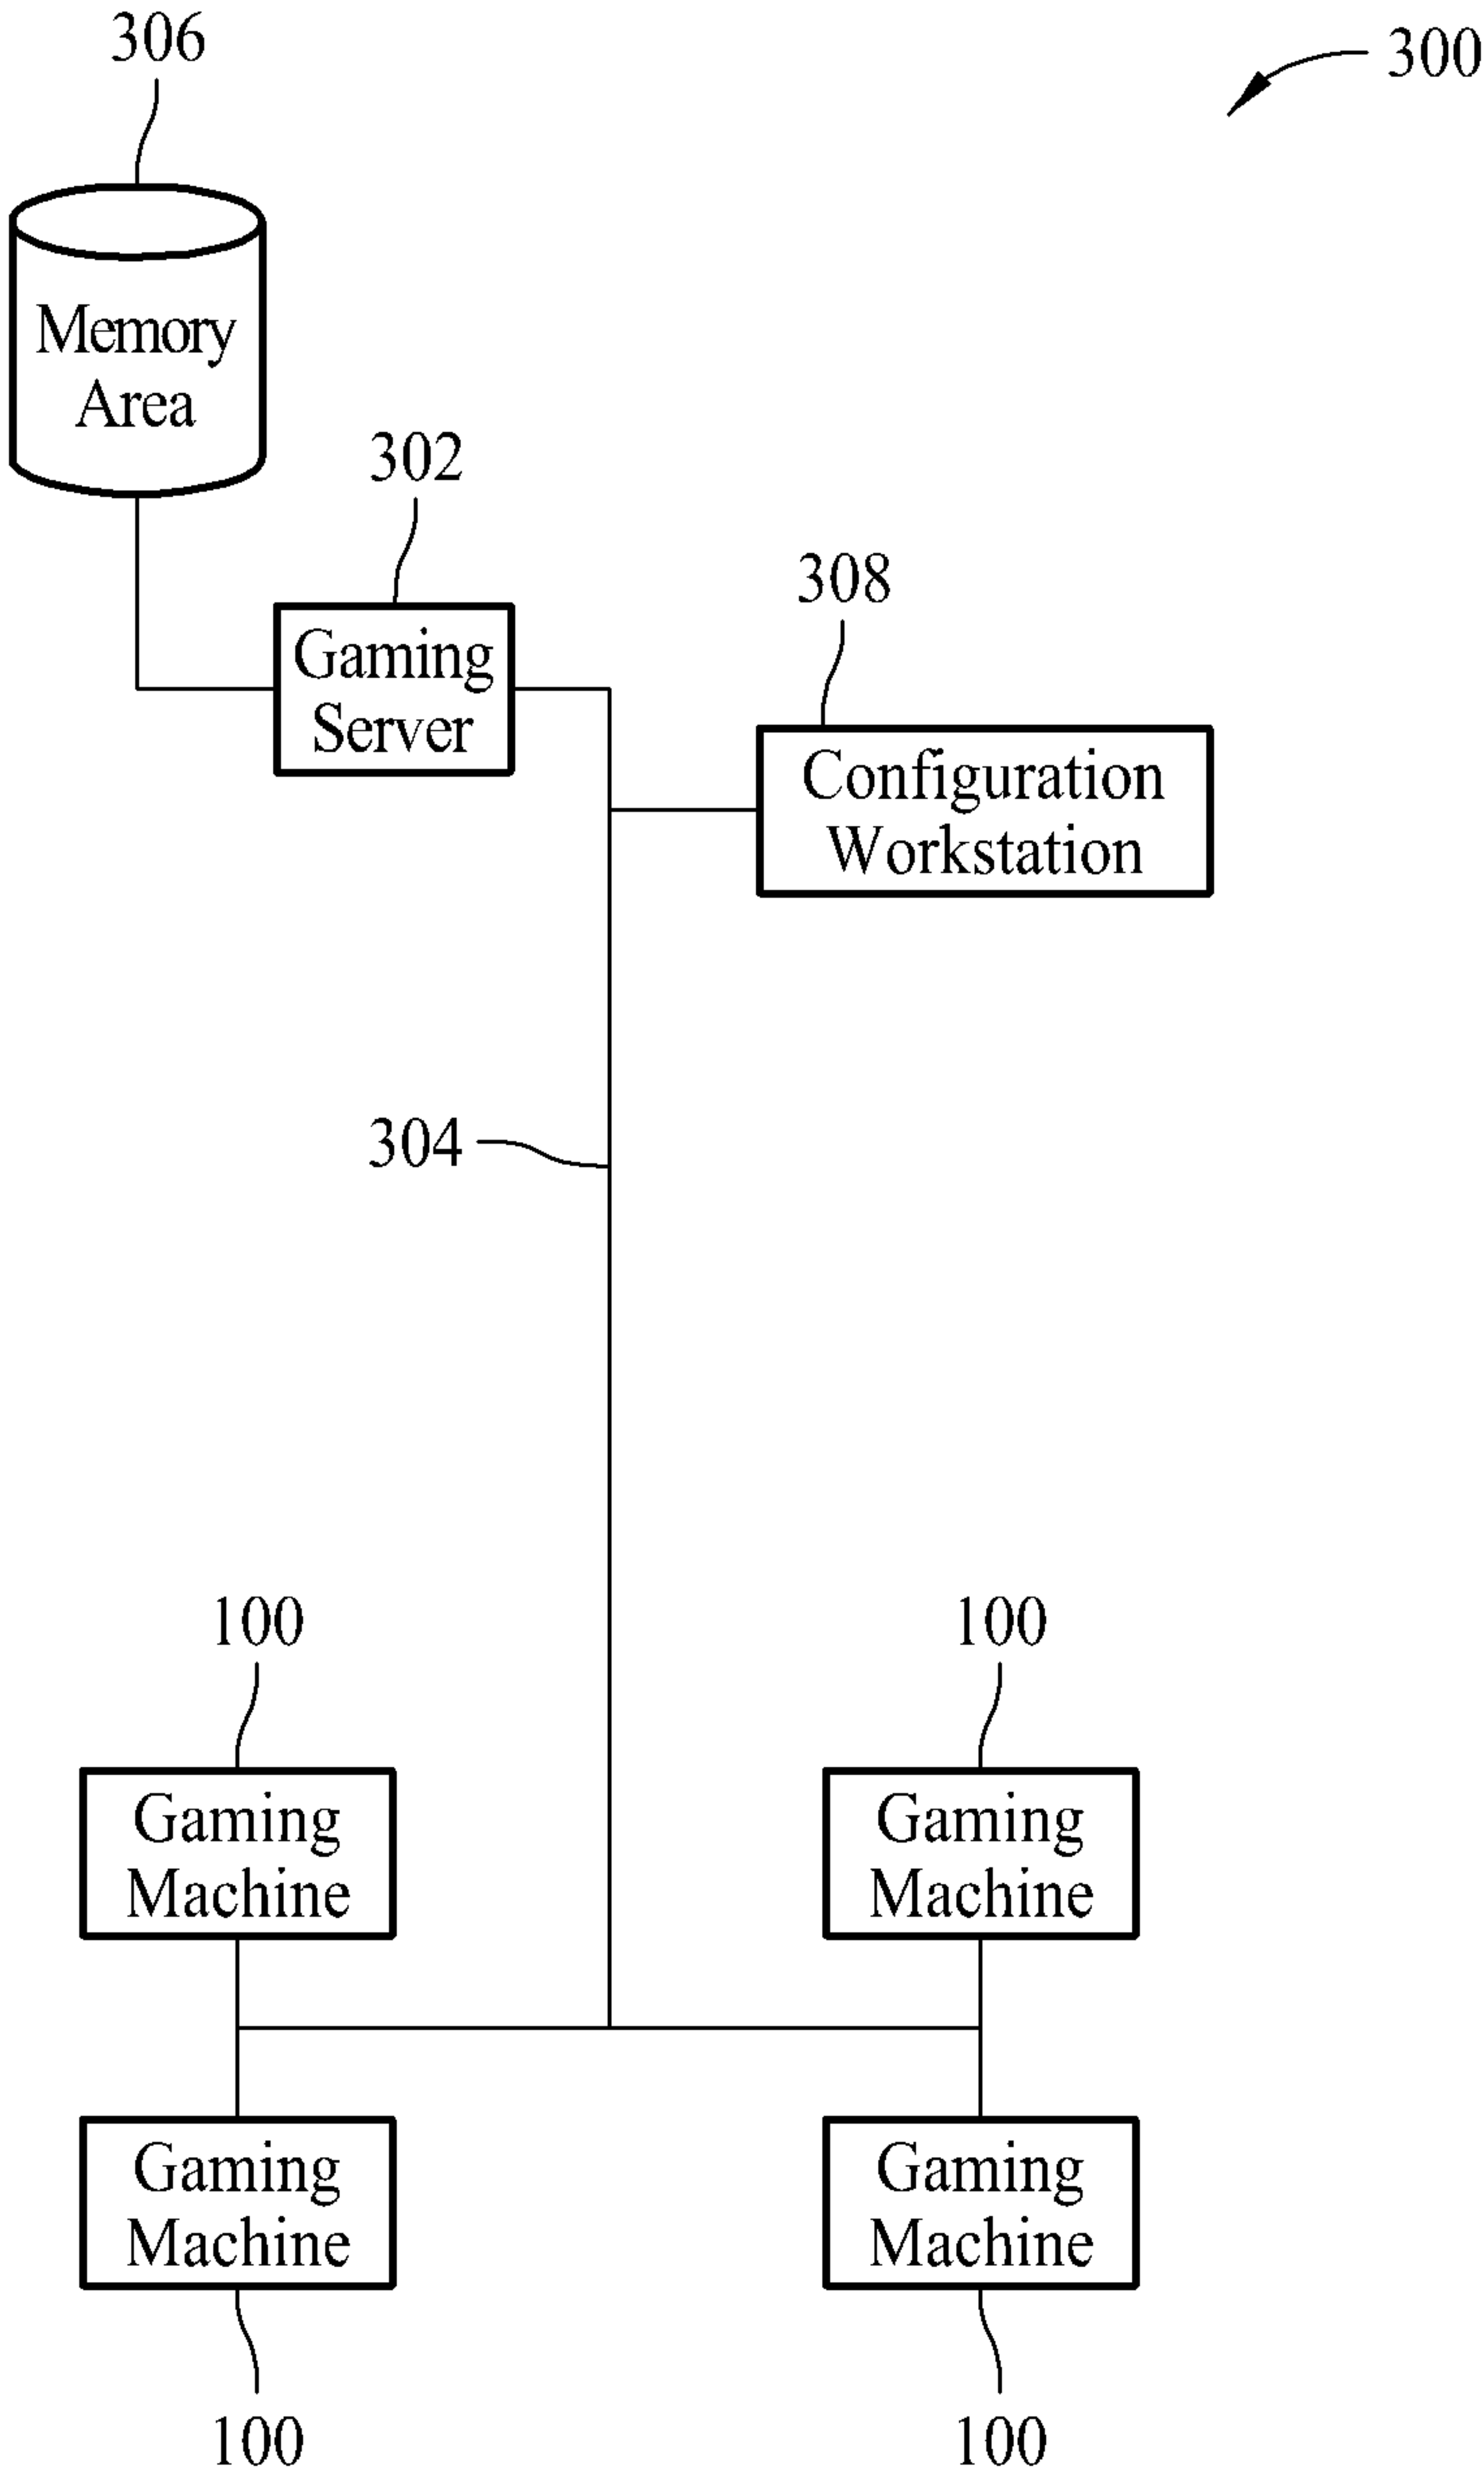 306
300
Memory
Area
302
Gaming
Server
308
Configuration
Workstation
304
100
100
Gaming
Machine
Gaming
Machine
Gaming
Machine
Gaming
Machine
100
100